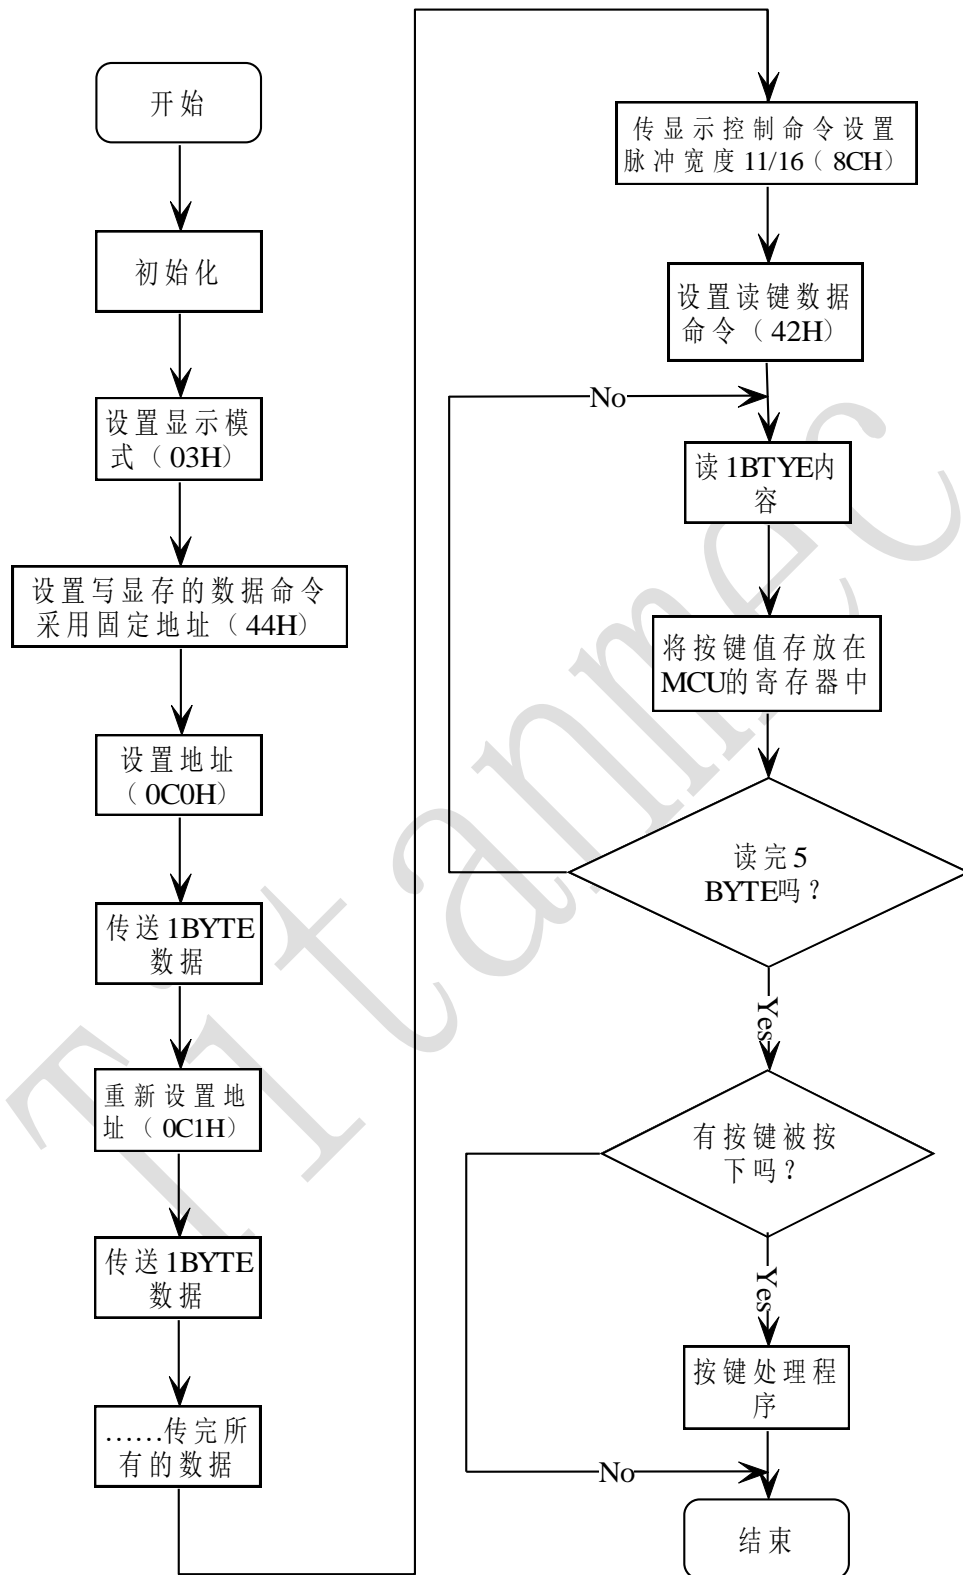 开始
初始化
设置显示模
式（03H）
设置写显存的数据命令
采用固定地址（44H）
设置地址
（0C0H）
传送1BYTE
数据
重新设置地
址（0C1H）
传送1BYTE
数据
……传完所
有的数据
传显示控制命令设置
脉冲宽度11/16（8CH）
设置读键数据
命令（42H）
No
读1BTYE内
容
将按键值存放在
MCU的寄存器中
读完5
BYTE吗？
Yes
有按键被按
下吗？
Yes
按键处理程
序
No
结束
Titanmec